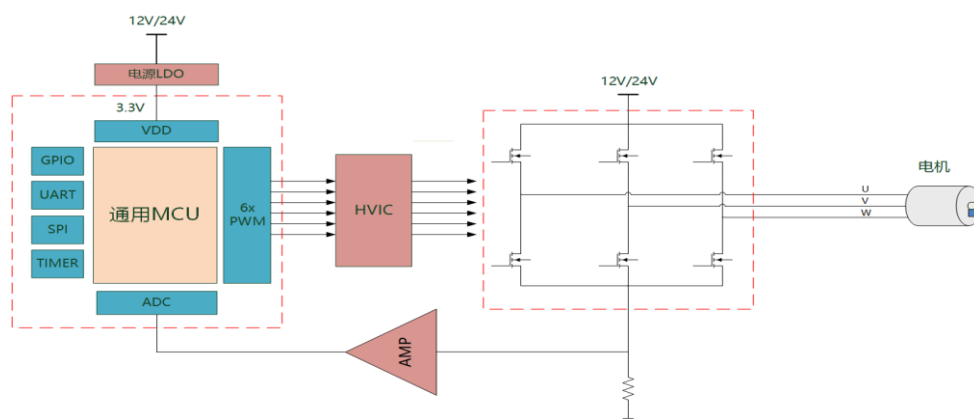 12V/24V
电源LDO
3.3V
VDD
GPIO
UART
SPI
TIMER
通用MCU
6x
PWM
ADC
HVIC
AMP
12V/24V
U
V
W
电机